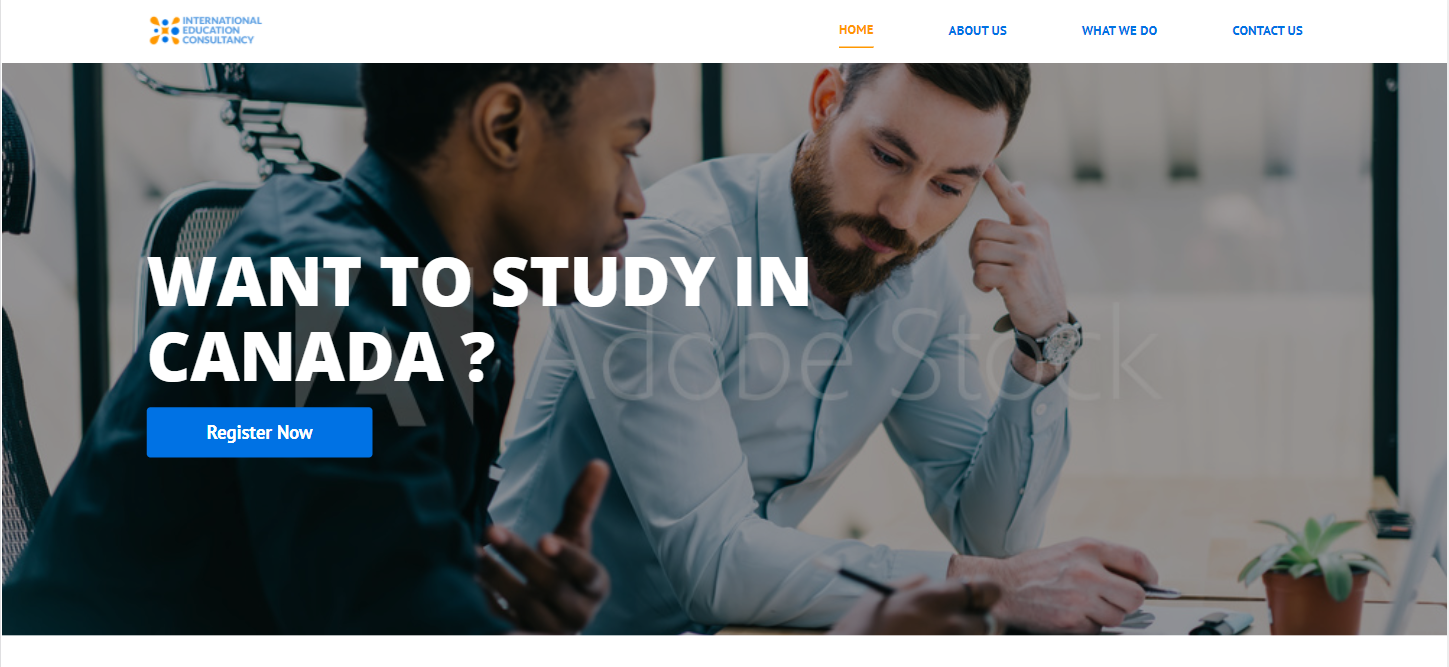 INTERNATIONAL
EDUCATION
CONSULTANCY
HOME
ABOUT US
WHAT WE DO
CONTACT US
WANT TO STUDY IN
CANADA ?
Adobe Stock
Register Now